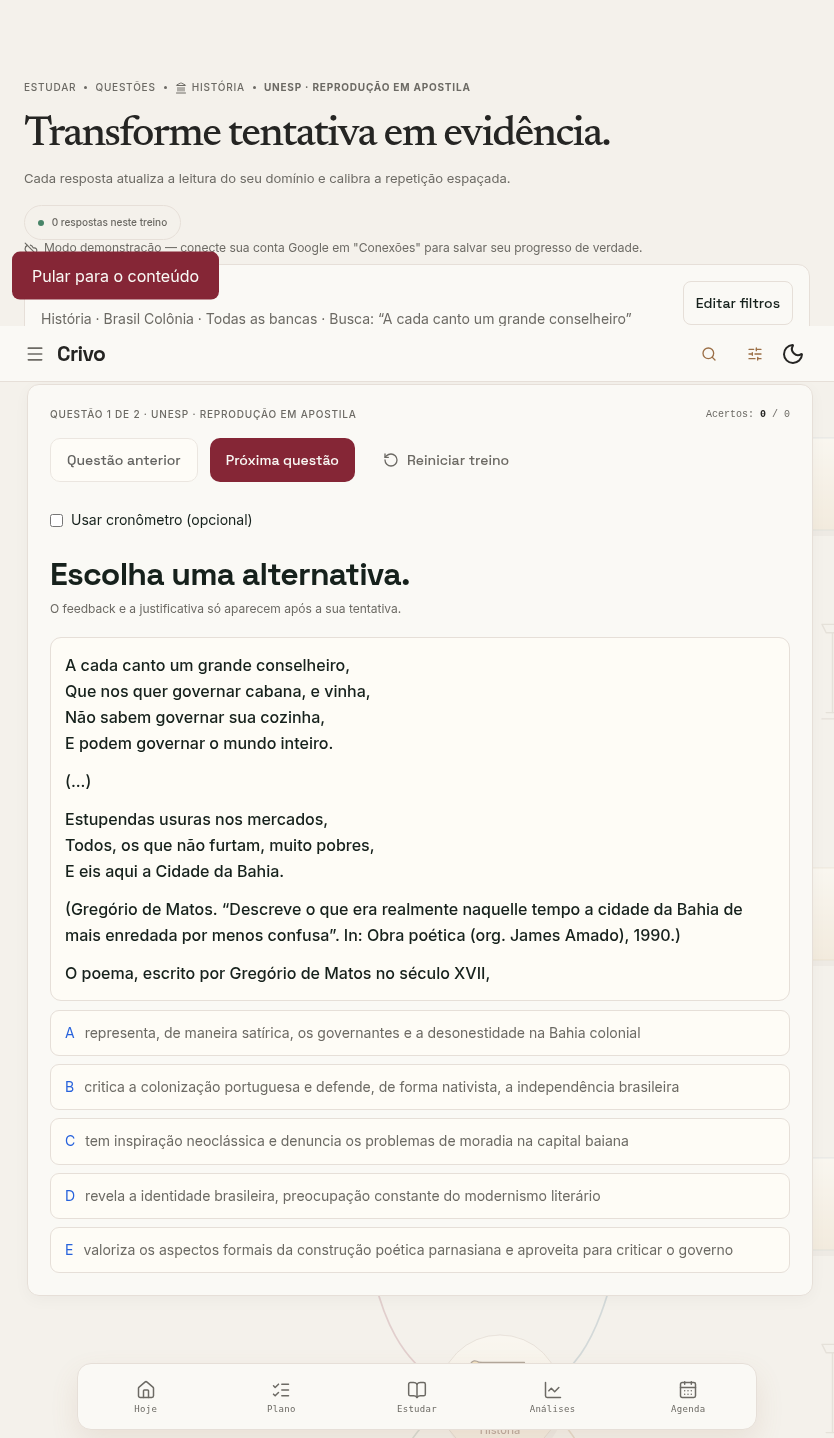 ESTUDAR • QUESTÕES • HISTÓRIA • UNESP · REPRODUÇÃO EM APOSTILA
Transforme tentativa em evidência.
Cada resposta atualiza a leitura do seu domínio e calibra a repetição espaçada.
0 respostas neste treino
Modo demonstração — conecte sua conta Google em "Conexões" para salvar seu progresso de verdade.
Pular para o conteúdo
História · Brasil Colônia · Todas as bancas · Busca: “A cada canto um grande conselheiro”
Editar filtros
Crivo
QUESTÃO 1 DE 2 · UNESP · REPRODUÇÃO EM APOSTILA
Acertos: 0 / 0
Questão anterior
Próxima questão
Reiniciar treino
Usar cronômetro (opcional)
Escolha uma alternativa.
O feedback e a justificativa só aparecem após a sua tentativa.
A cada canto um grande conselheiro,
Que nos quer governar cabana, e vinha,
Não sabem governar sua cozinha,
E podem governar o mundo inteiro.
(...)
Estupendas usuras nos mercados,
Todos, os que não furtam, muito pobres,
E eis aqui a Cidade da Bahia.
(Gregório de Matos. “Descreve o que era realmente naquelle tempo a cidade da Bahia de
mais enredada por menos confusa”. In: Obra poética (org. James Amado), 1990.)
O poema, escrito por Gregório de Matos no século XVII,
A representa, de maneira satírica, os governantes e a desonestidade na Bahia colonial
B critica a colonização portuguesa e defende, de forma nativista, a independência brasileira
C tem inspiração neoclássica e denuncia os problemas de moradia na capital baiana
D revela a identidade brasileira, preocupação constante do modernismo literário
E valoriza os aspectos formais da construção poética parnasiana e aproveita para criticar o governo
Hoje
Plano
Estudar
Análises
Agenda
História